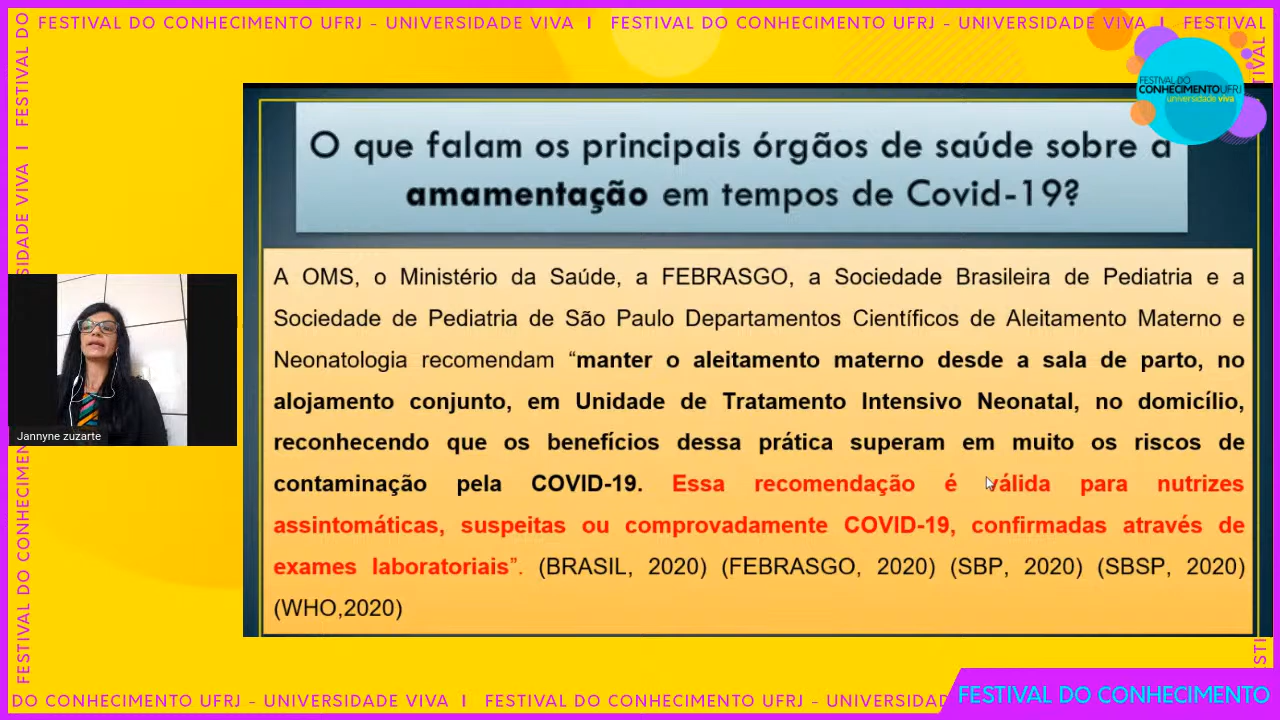 FESTIVAL DO CONHECIMENTO UFRJ - UNIVERSIDADE VIVA I FESTIVAL DO CONHECIMENTO UFRJ - UNIVERSIDADE VIVA I FESTIVAL
FESTIVAL DO CONHECIMENTO UFRJ
universidade viva
O que falam os principais órgãos de saúde sobre a
amamentação em tempos de Covid-19?
A OMS, o Ministério da Saúde, a FEBRASGO, a Sociedade Brasileira de Pediatria e a
Sociedade de Pediatria de São Paulo Departamentos Científicos de Aleitamento Materno e
Neonatologia recomendam “manter o aleitamento materno desde a sala de parto, no
alojamento conjunto, em Unidade de Tratamento Intensivo Neonatal, no domicílio,
reconhecendo que os benefícios dessa prática superam em muito os riscos de
contaminação pela COVID-19. Essa recomendação é válida para nutrizes
assintomáticas, suspeitas ou comprovadamente COVID-19, confirmadas através de
exames laboratoriais”. (BRASIL, 2020) (FEBRASGO, 2020) (SBP, 2020) (SBSP, 2020)
(WHO,2020)
Jannyne zuzarte
DO CONHECIMENTO UFRJ - UNIVERSIDADE VIVA I FESTIVAL DO CONHECIMENTO UFRJ - UNIVERSIDAD
FESTIVAL DO CONHECIMENTO